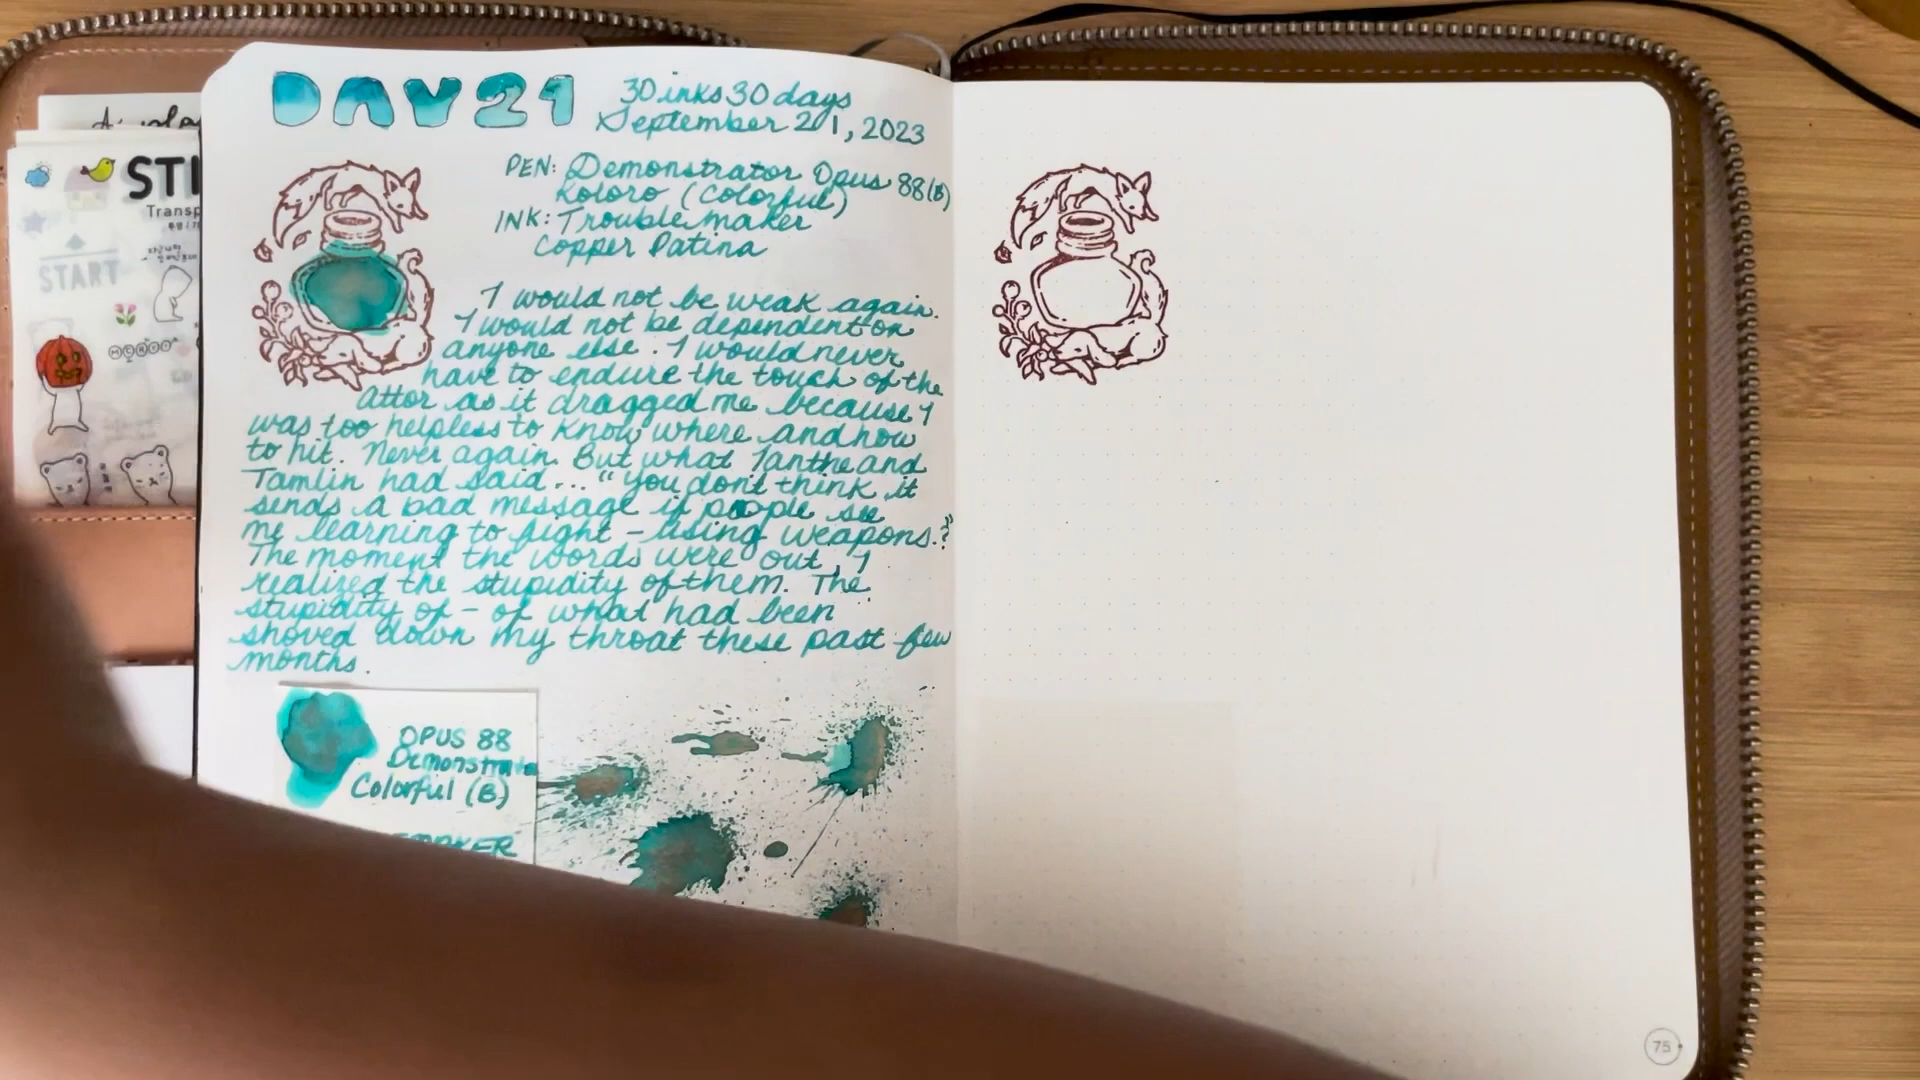 DAY 21
30 inks 30 days
September 21, 2023
PEN: Demonstrator Opus 88 (B)
Koloro (Colorful)
INK: Troublemaker
Copper Patina
I would not be weak again.
I would not be dependent on
anyone else. I would never
have to endure the touch of the
Attor as it dragged me because I
was too helpless to know where and how
to hit. Never again. But what Ianthe and
Tamlin had said... "You don't think it
sends a bad message if people see
me learning to fight - using weapons.?"
The moment the words were out, I
realized the stupidity of them. The
stupidity of - of what had been
shoved down my throat these past few
months.
OPUS 88
Demonstrato
Colorful (B)
EMAKER
STI
Transp
START
75